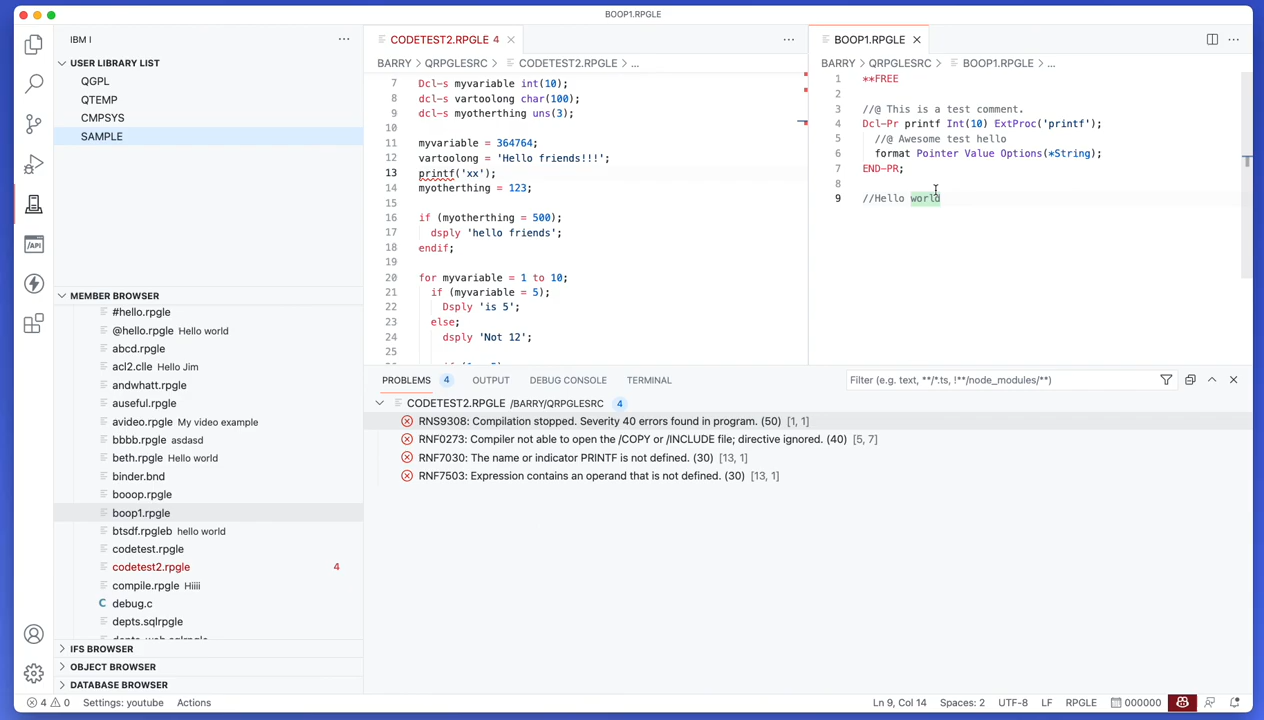 BOOP1.RPGLE
IBM I
USER LIBRARY LIST
QGPL
QTEMP
CMPSYS
SAMPLE
MEMBER BROWSER
#hello.rpgle
@hello.rpgle Hello world
abcd.rpgle
acl2.clle Hello Jim
andwhatt.rpgle
auseful.rpgle
avideo.rpgle My video example
bbbb.rpgle asdasd
beth.rpgle Hello world
binder.bnd
booop.rpgle
boop1.rpgle
btsdf.rpgleb hello world
codetest.rpgle
codetest2.rpgle 4
compile.rpgle Hiiii
C debug.c
depts.sqlrpgle
IFS BROWSER
OBJECT BROWSER
DATABASE BROWSER
CODETEST2.RPGLE 4
BARRY > QRPGLESRC > CODETEST2.RPGLE > ...
7 Dcl-s myvariable int(10);
8 dcl-s vartoolong char(100);
9 dcl-s myotherthing uns(3);
10
11 myvariable = 364764;
12 vartoolong = 'Hello friends!!!';
13 printf('xx');
14 myotherthing = 123;
15
16 if (myotherthing = 500);
17 dsply 'hello friends';
18 endif;
19
20 for myvariable = 1 to 10;
21 if (myvariable = 5);
22 Dsply 'is 5';
23 else;
24 dsply 'Not 12';
25
BOOP1.RPGLE
BARRY > QRPGLESRC > BOOP1.RPGLE > ...
1 **FREE
2
3 //@ This is a test comment.
4 Dcl-Pr printf Int(10) ExtProc('printf');
5 //@ Awesome test hello
6 format Pointer Value Options(*String);
7 END-PR;
8
9 //Hello world
PROBLEMS 4 OUTPUT DEBUG CONSOLE TERMINAL
Filter (e.g. text, **/*.ts, !**/node_modules/**)
CODETEST2.RPGLE /BARRY/QRPGLESRC 4
RNS9308: Compilation stopped. Severity 40 errors found in program. (50) [1, 1]
RNF0273: Compiler not able to open the /COPY or /INCLUDE file; directive ignored. (40) [5, 7]
RNF7030: The name or indicator PRINTF is not defined. (30) [13, 1]
RNF7503: Expression contains an operand that is not defined. (30) [13, 1]
/API
4 0 Settings: youtube Actions
Ln 9, Col 14 Spaces: 2 UTF-8 LF RPGLE 000000